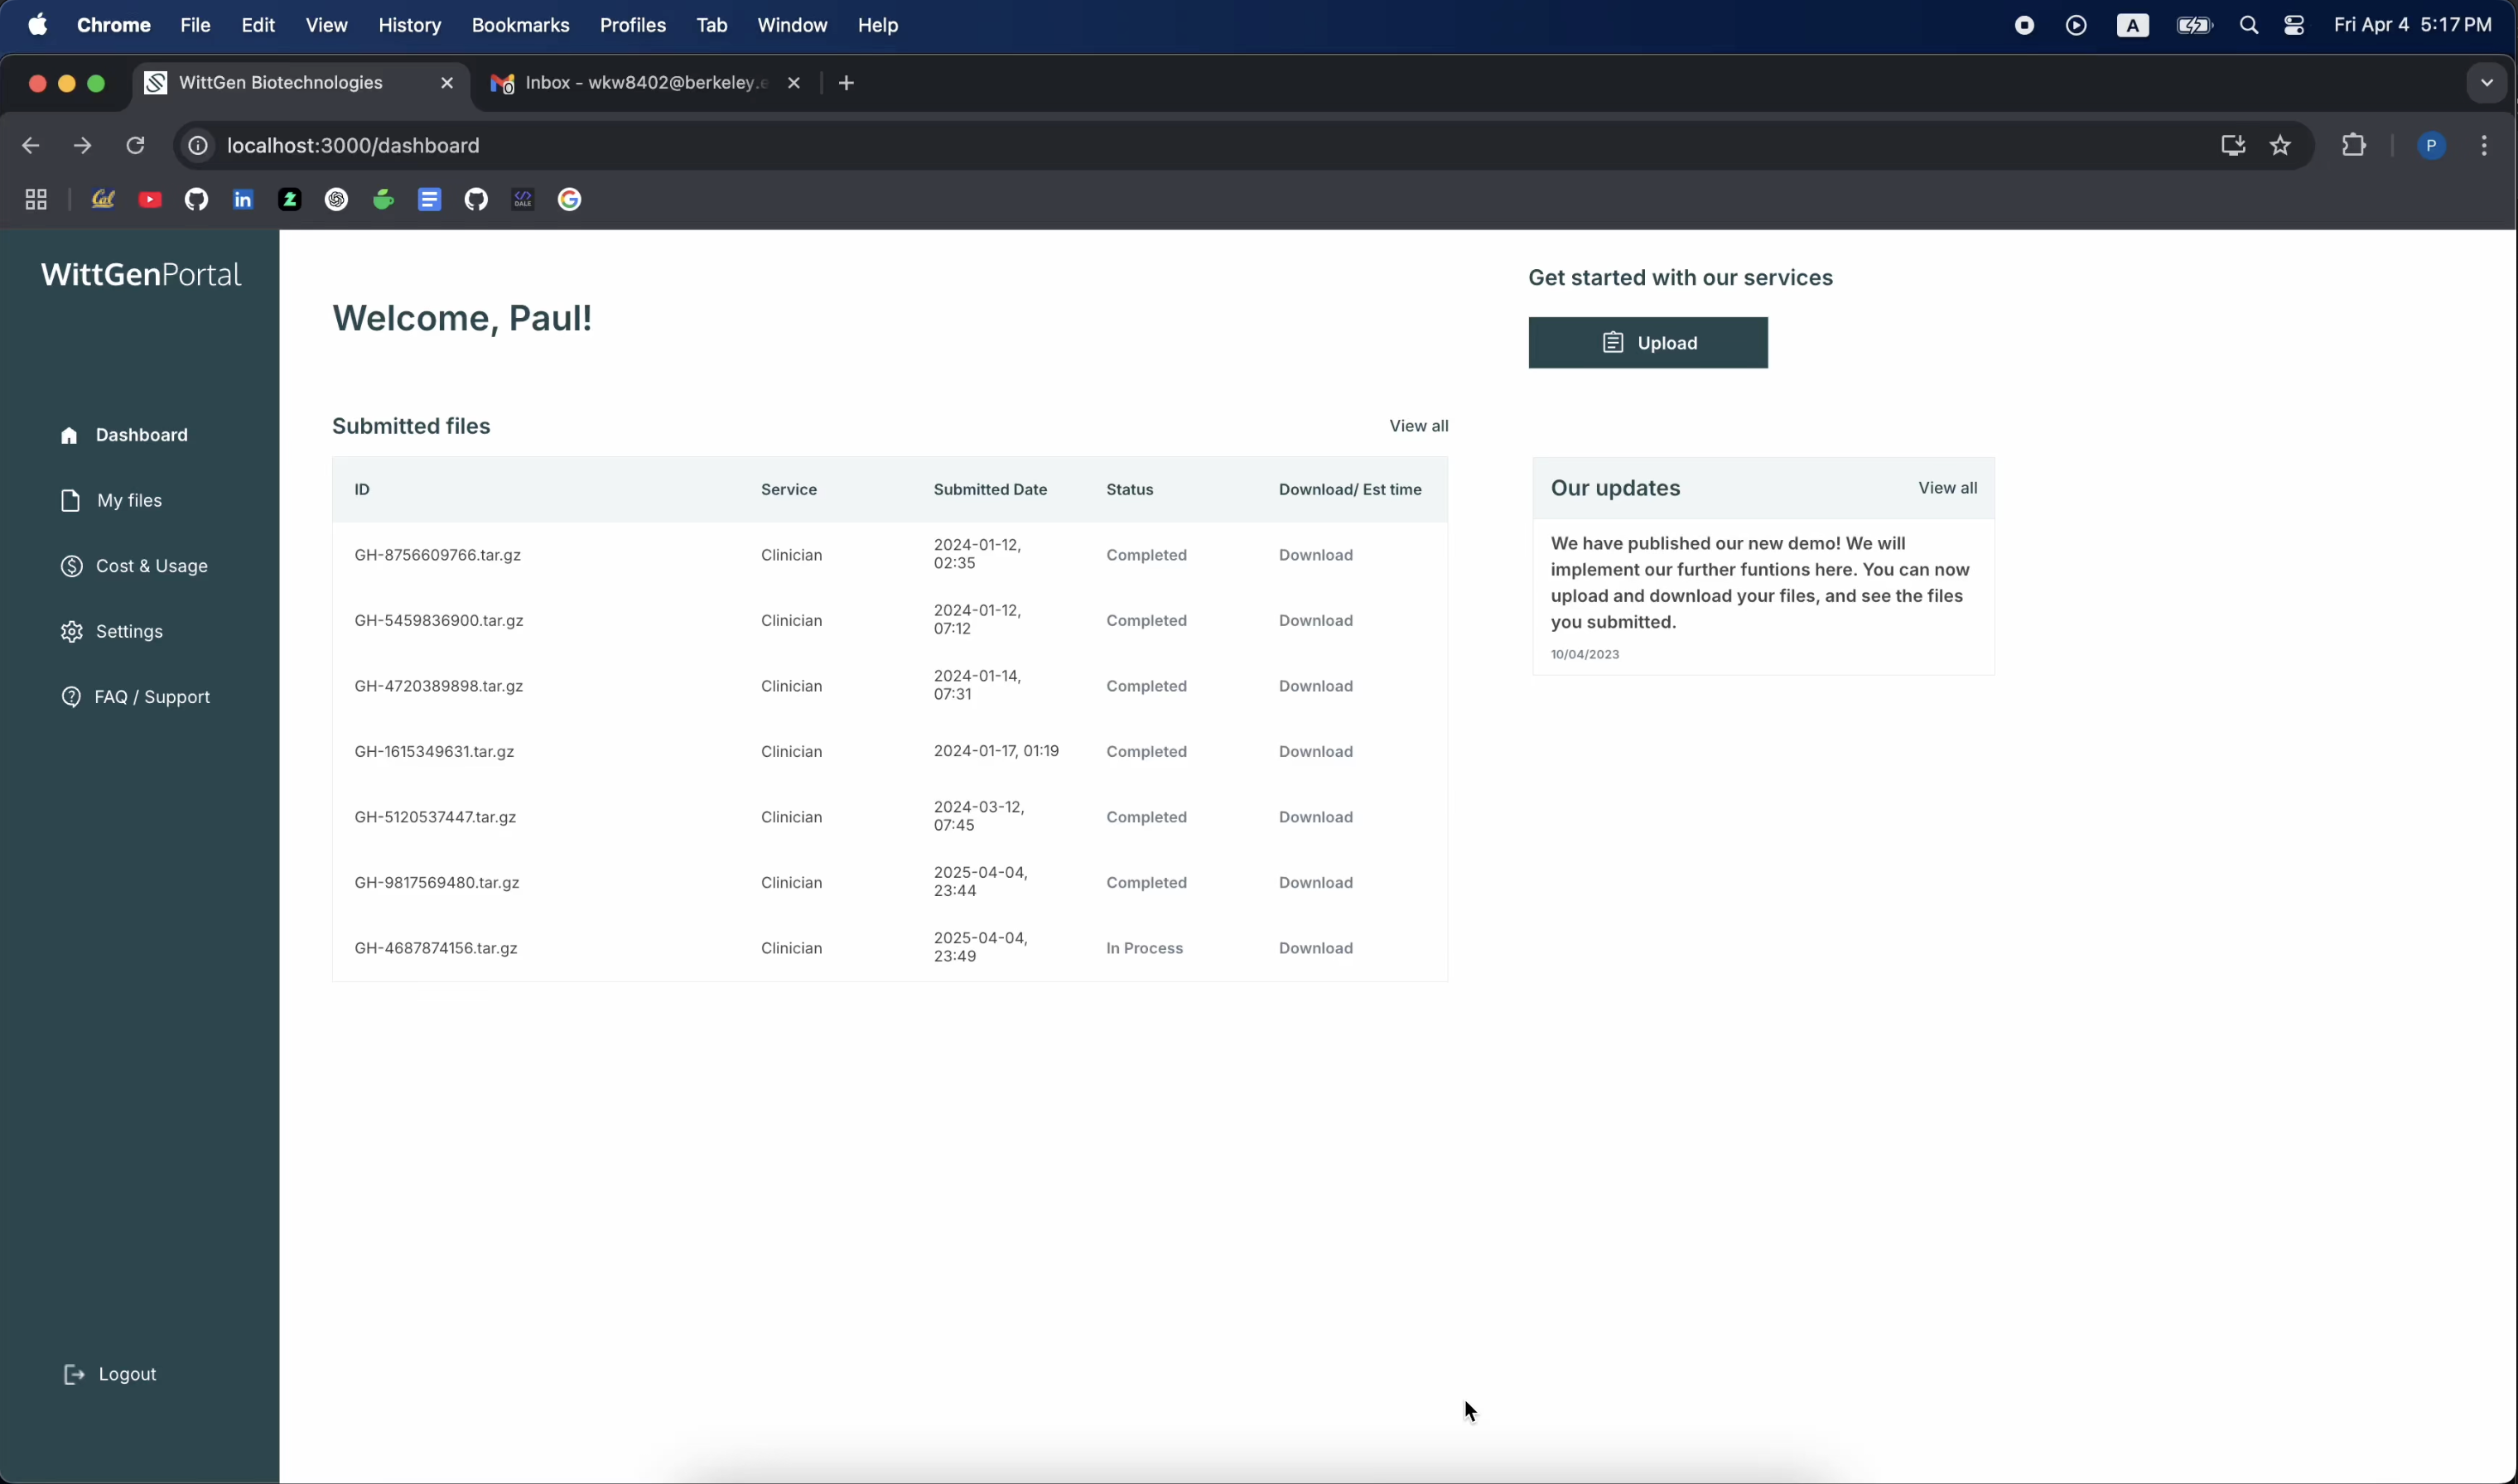 Chrome File Edit View History Bookmarks Profiles Tab Window Help A Fri Apr 4 5:17 PM
WittGen Biotechnologies Inbox - wkw8402@berkeley.e
localhost:3000/dashboard P
Cal in DALE
WittGenPortal
Dashboard
My files
Cost & Usage
Settings
FAQ / Support
Logout
Welcome, Paul!
Submitted files View all
ID Service Submitted Date Status Download/ Est time
GH-8756609766.tar.gz Clinician 2024-01-12, 02:35 Completed Download
GH-5459836900.tar.gz Clinician 2024-01-12, 07:12 Completed Download
GH-4720389898.tar.gz Clinician 2024-01-14, 07:31 Completed Download
GH-1615349631.tar.gz Clinician 2024-01-17, 01:19 Completed Download
GH-5120537447.tar.gz Clinician 2024-03-12, 07:45 Completed Download
GH-9817569480.tar.gz Clinician 2025-04-04, 23:44 Completed Download
GH-4687874156.tar.gz Clinician 2025-04-04, 23:49 In Process Download
Get started with our services
Upload
Our updates View all
We have published our new demo! We will
implement our further funtions here. You can now
upload and download your files, and see the files
you submitted.
10/04/2023